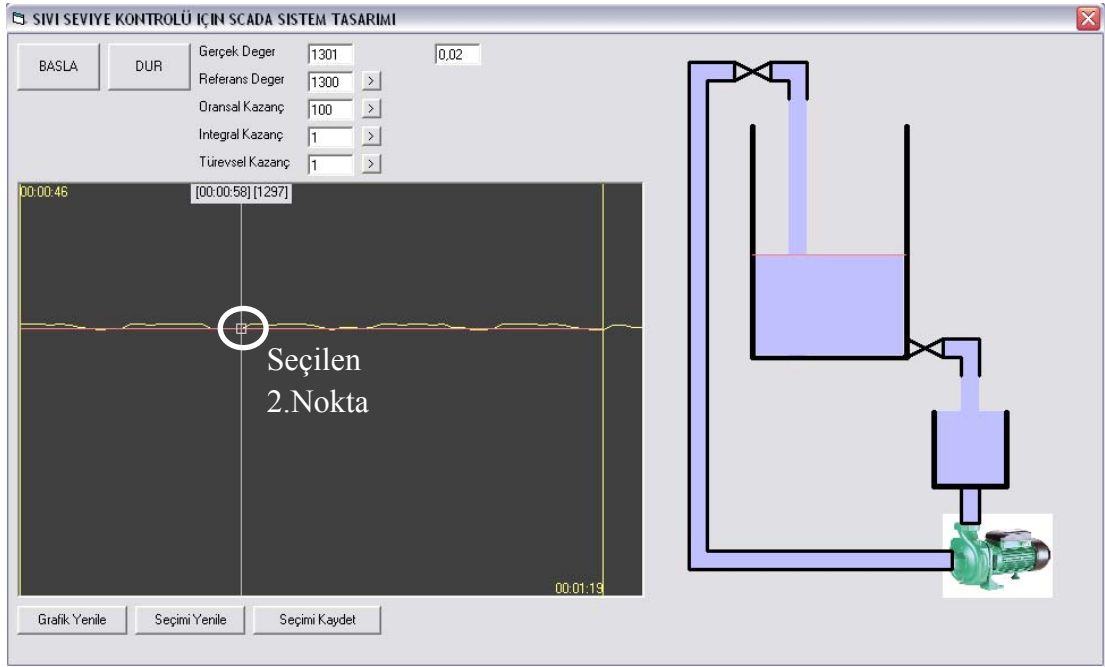 SIVI SEVIYE KONTROLÜ IÇIN SCADA SISTEM TASARIMI
BASLA
DUR
Gerçek Deger 1301 0,02
Referans Deger 1300 >
Oransal Kazanç 100 >
Integral Kazanç 1 >
Türevsel Kazanç 1 >
00:00:46 [00:00:58] [1297]
Seçilen
2.Nokta
00:01:19
Grafik Yenile Seçimi Yenile Seçimi Kaydet